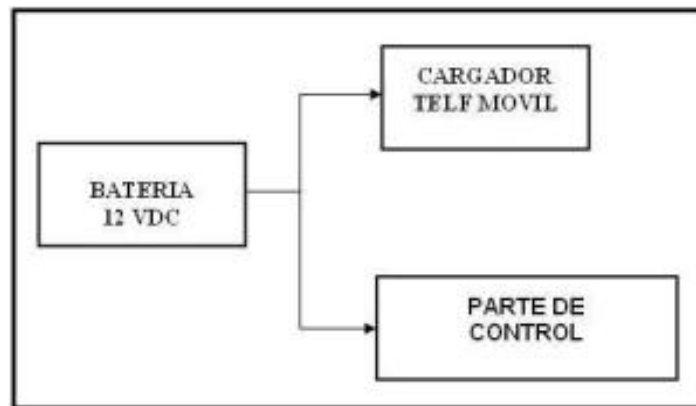 CARGADOR
TELF MOVIL
BATERIA
12 VDC
PARTE DE
CONTROL